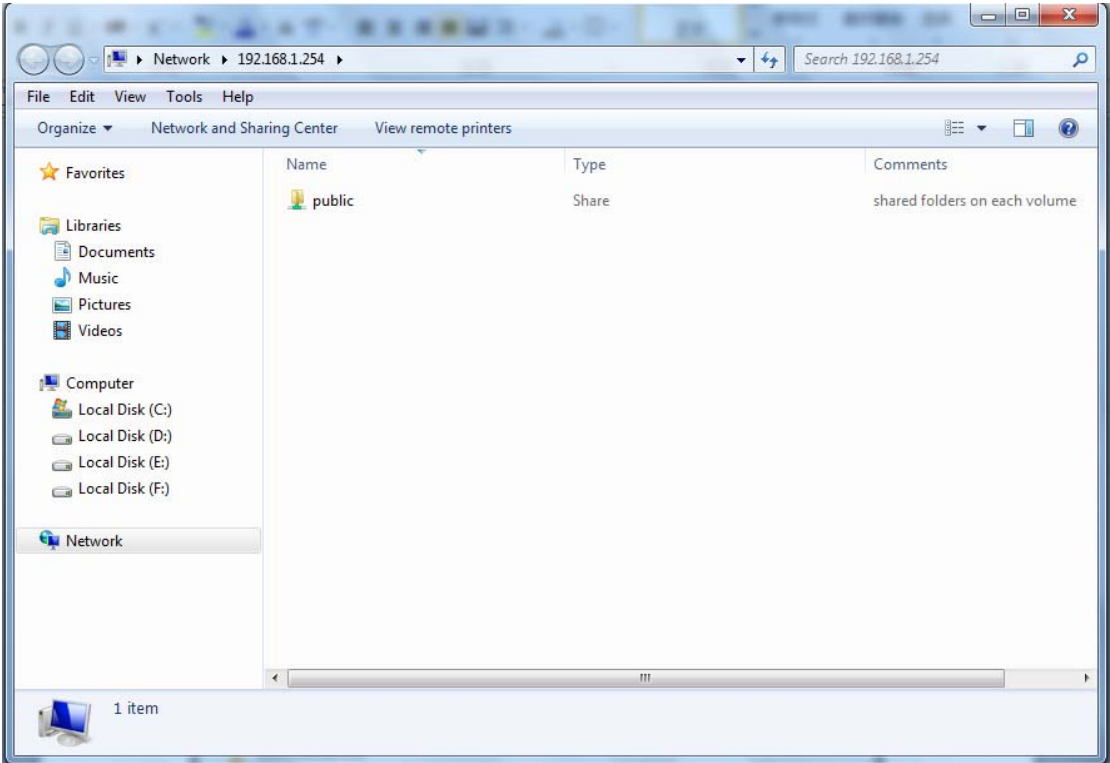 Network ▸ 192.168.1.254 ▸
Search 192.168.1.254
File Edit View Tools Help
Organize Network and Sharing Center View remote printers
Name Type Comments
public Share shared folders on each volume
Favorites
Libraries
Documents
Music
Pictures
Videos
Computer
Local Disk (C:)
Local Disk (D:)
Local Disk (E:)
Local Disk (F:)
Network
1 item